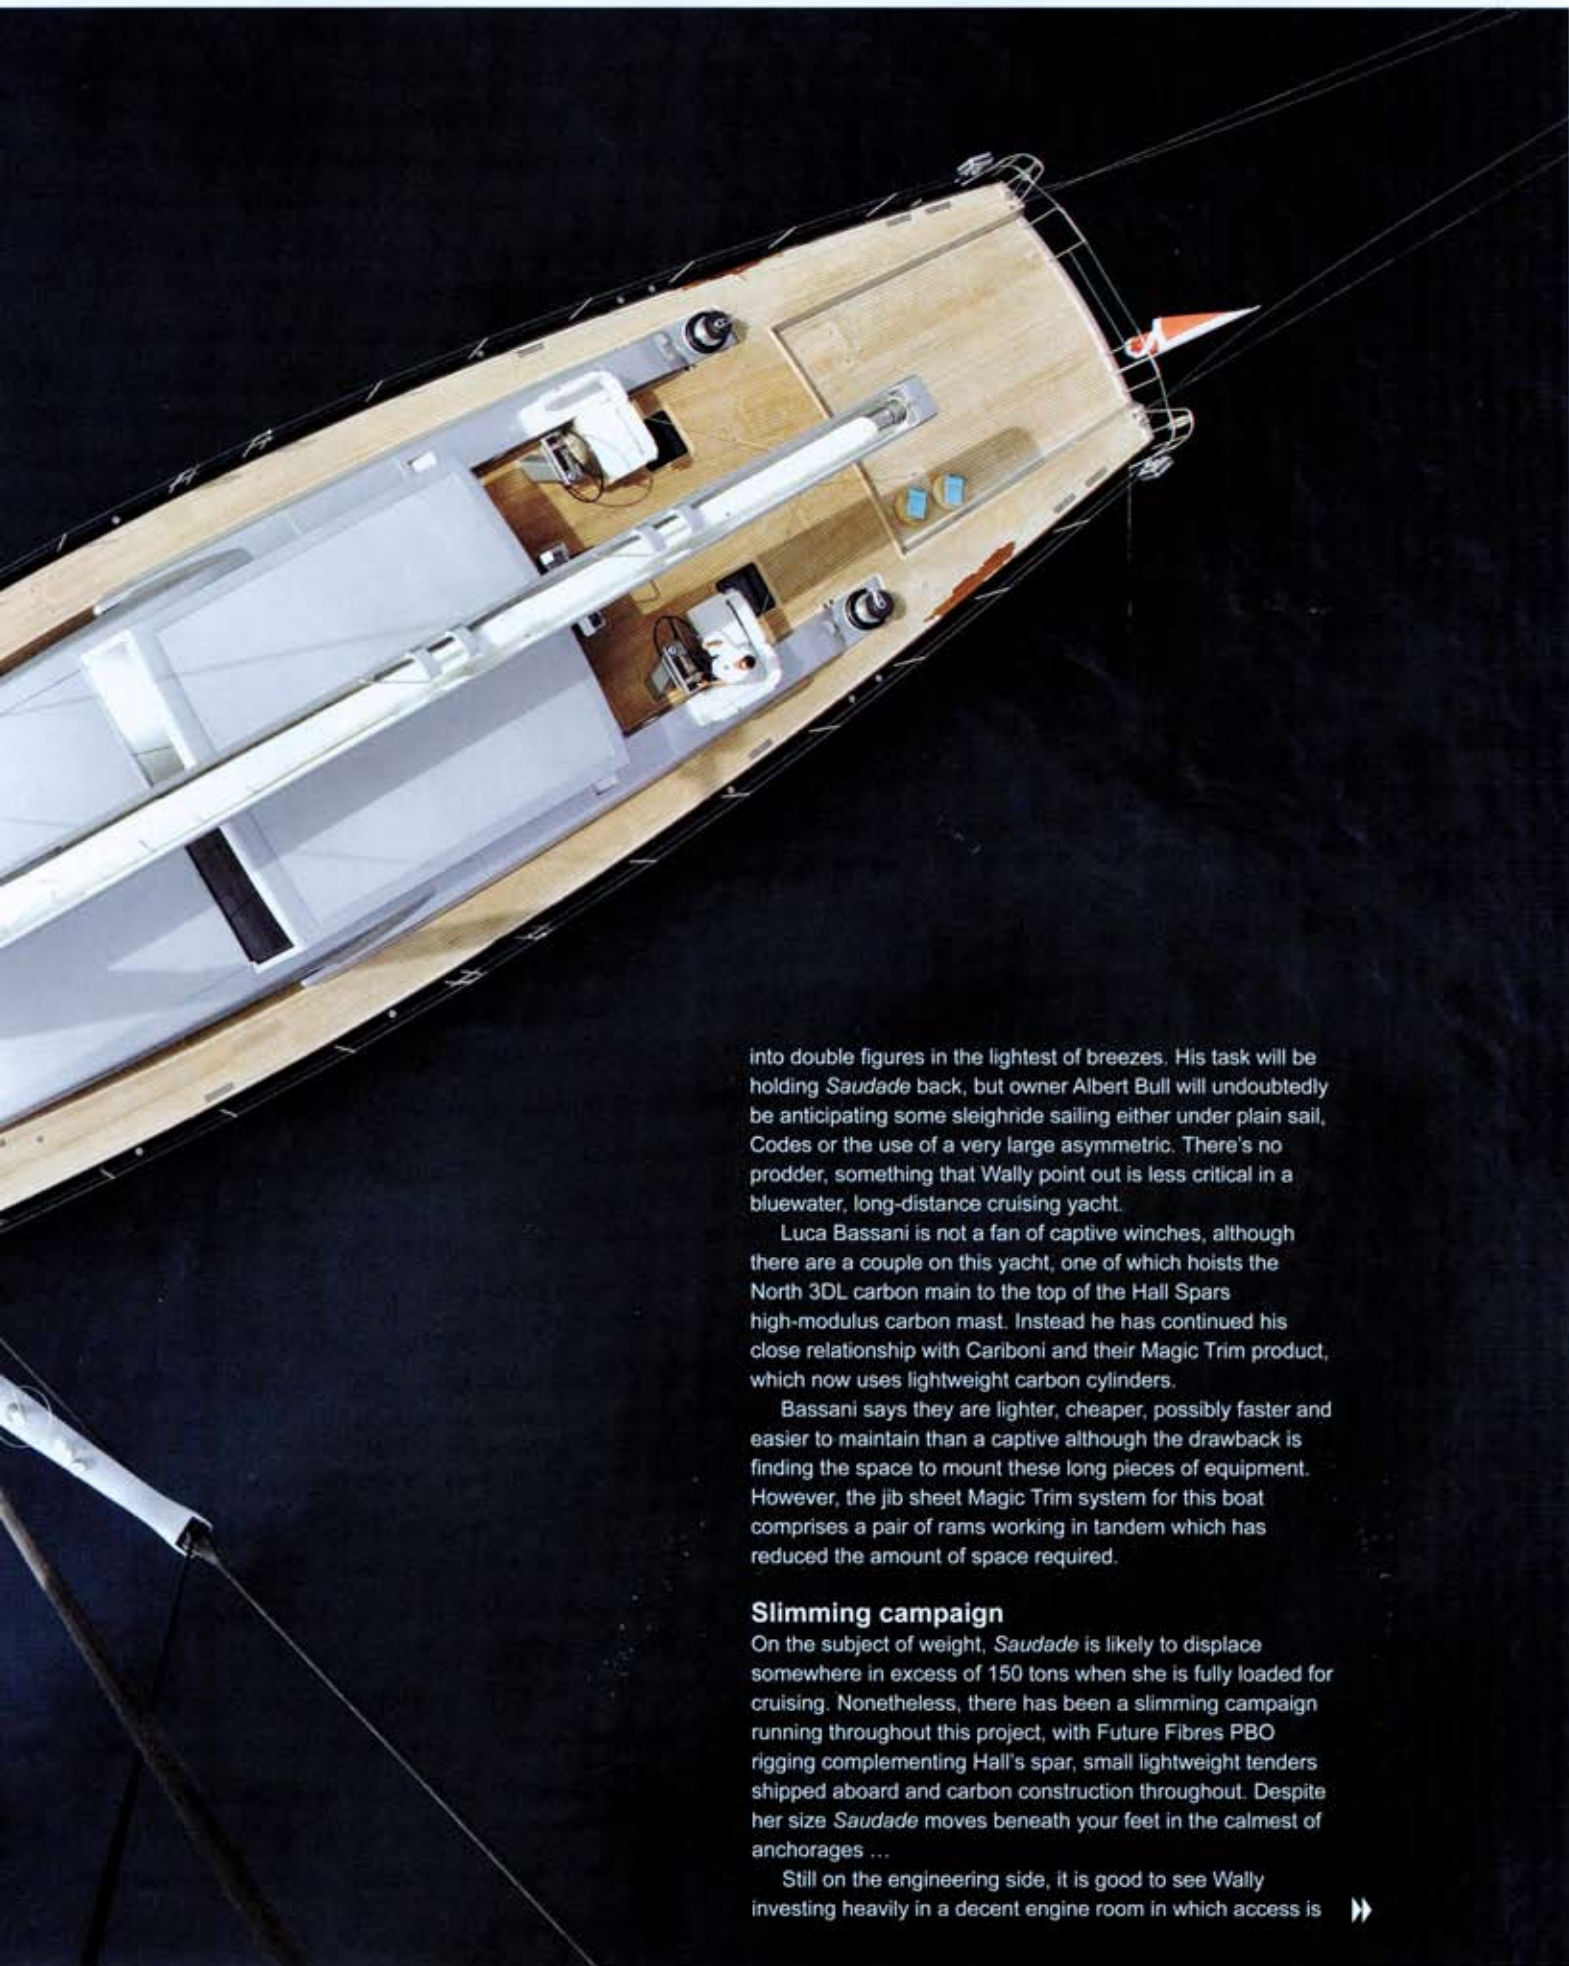 into double figures in the lightest of breezes. His task will be
holding Saudade back, but owner Albert Bull will undoubtedly
be anticipating some sleighride sailing either under plain sail,
Codes or the use of a very large asymmetric. There's no
prodder, something that Wally point out is less critical in a
bluewater, long-distance cruising yacht.
Luca Bassani is not a fan of captive winches, although
there are a couple on this yacht, one of which hoists the
North 3DL carbon main to the top of the Hall Spars
high-modulus carbon mast. Instead he has continued his
close relationship with Cariboni and their Magic Trim product,
which now uses lightweight carbon cylinders.
Bassani says they are lighter, cheaper, possibly faster and
easier to maintain than a captive although the drawback is
finding the space to mount these long pieces of equipment.
However, the jib sheet Magic Trim system for this boat
comprises a pair of rams working in tandem which has
reduced the amount of space required.
Slimming campaign
On the subject of weight, Saudade is likely to displace
somewhere in excess of 150 tons when she is fully loaded for
cruising. Nonetheless, there has been a slimming campaign
running throughout this project, with Future Fibres PBO
rigging complementing Hall's spar, small lightweight tenders
shipped aboard and carbon construction throughout. Despite
her size Saudade moves beneath your feet in the calmest of
anchorages ...
Still on the engineering side, it is good to see Wally
investing heavily in a decent engine room in which access is